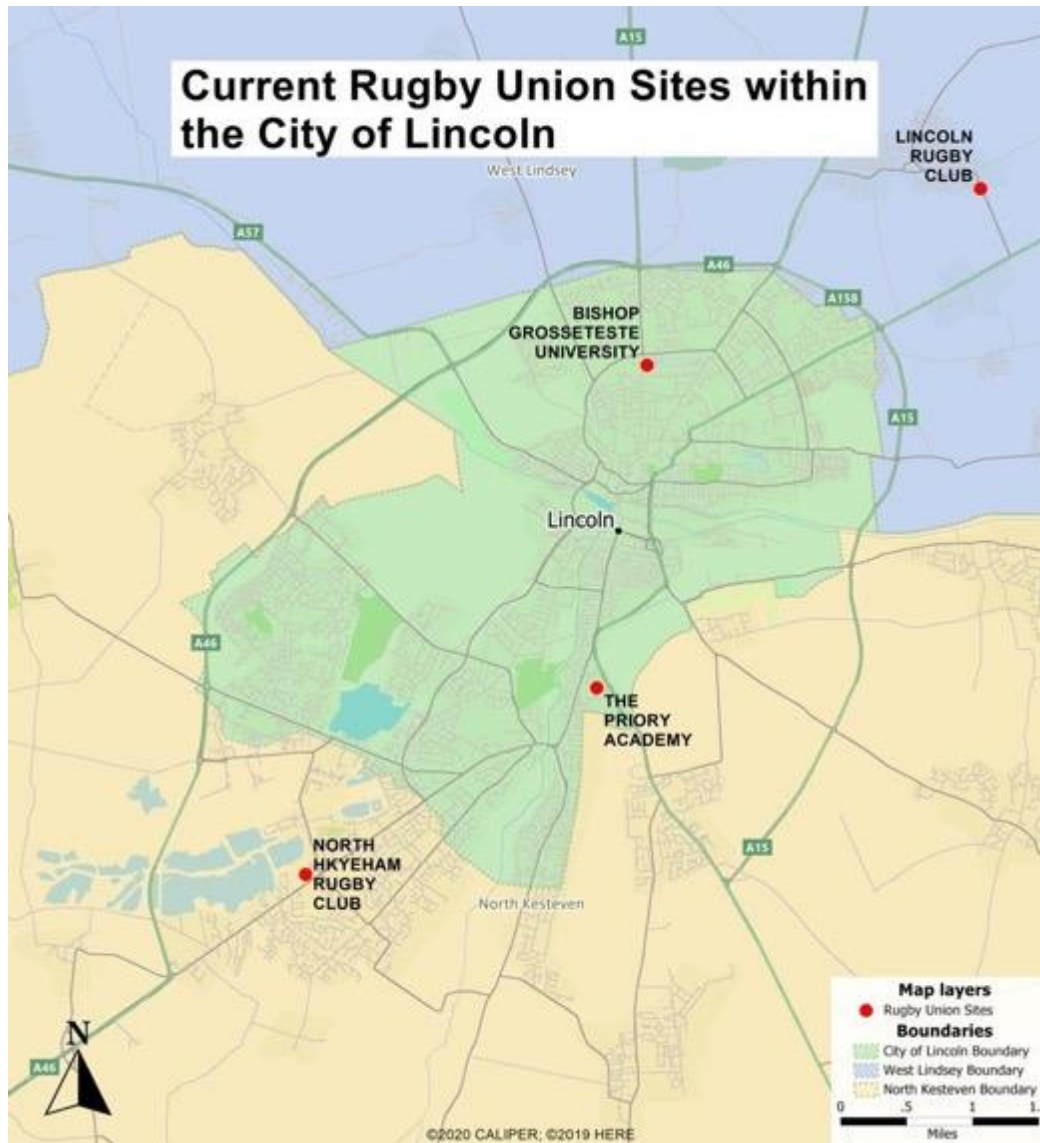 A15
Current Rugby Union Sites within
the City of Lincoln
LINCOLN
RUGBY
CLUB
West Lindsey
A57
A46
A158
BISHOP
GROSSETESTE
UNIVERSITY
A15
Lincoln
A46
THE
PRIORY
ACADEMY
NORTH
HKYEHAM
RUGBY
CLUB
A15
North Kesteven
Map layers
Rugby Union Sites
Boundaries
City of Lincoln Boundary
West Lindsey Boundary
North Kesteven Boundary
0 .5 1 1.
Miles
N
A46
©2020 CALIPER; ©2019 HERE